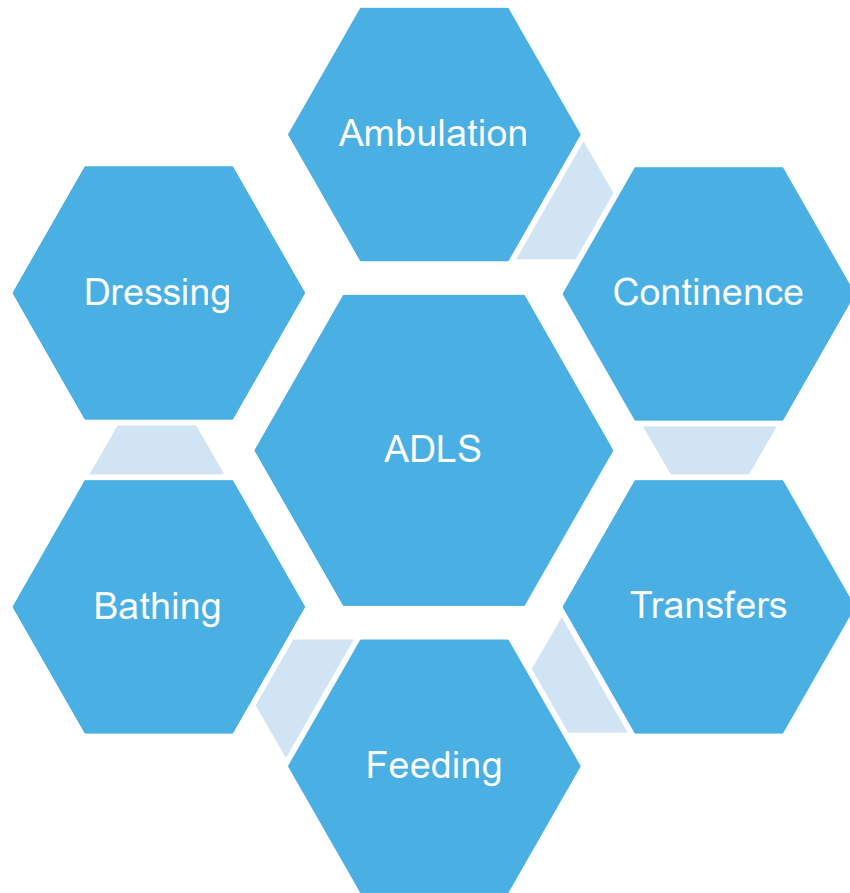 Ambulation
Continence
Transfers
Feeding
Bathing
Dressing
ADLS